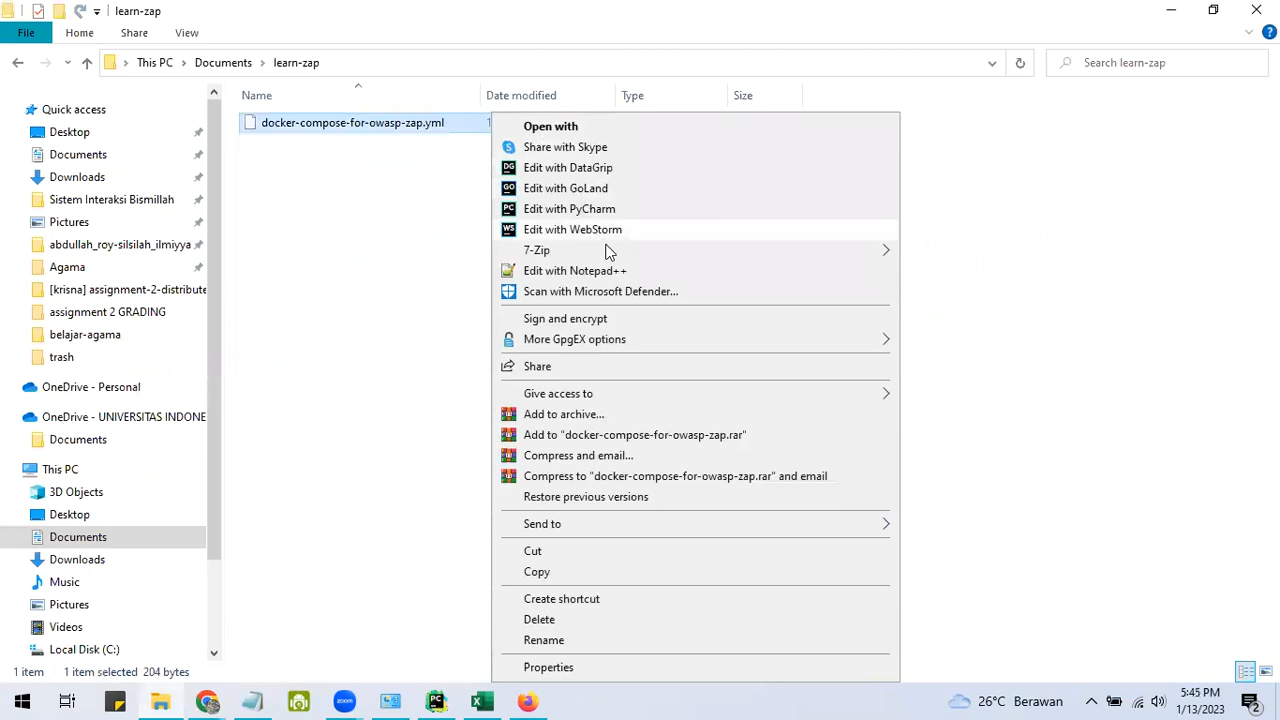 learn-zap
File Home Share View
This PC Documents learn-zap Search learn-zap
Name Date modified Type Size
Quick access
Desktop
Documents
Downloads
Sistem Interaksi Bismillah
Pictures
abdullah_roy-silsilah_ilmiyya
Agama
[krisna] assignment-2-distribute
assignment 2 GRADING
belajar-agama
trash
OneDrive - Personal
OneDrive - UNIVERSITAS INDONE
Documents
This PC
3D Objects
Desktop
Documents
Downloads
Music
Pictures
Videos
Local Disk (C:)
docker-compose-for-owasp-zap.yml 1
Open with
Share with Skype
Edit with DataGrip
Edit with GoLand
Edit with PyCharm
Edit with WebStorm
7-Zip
Edit with Notepad++
Scan with Microsoft Defender...
Sign and encrypt
More GpgEX options
Share
Give access to
Add to archive...
Add to "docker-compose-for-owasp-zap.rar"
Compress and email...
Compress to "docker-compose-for-owasp-zap.rar" and email
Restore previous versions
Send to
Cut
Copy
Create shortcut
Delete
Rename
Properties
1 item 1 item selected 204 bytes
zoom
26°C Berawan
5:45 PM
1/13/2023
2